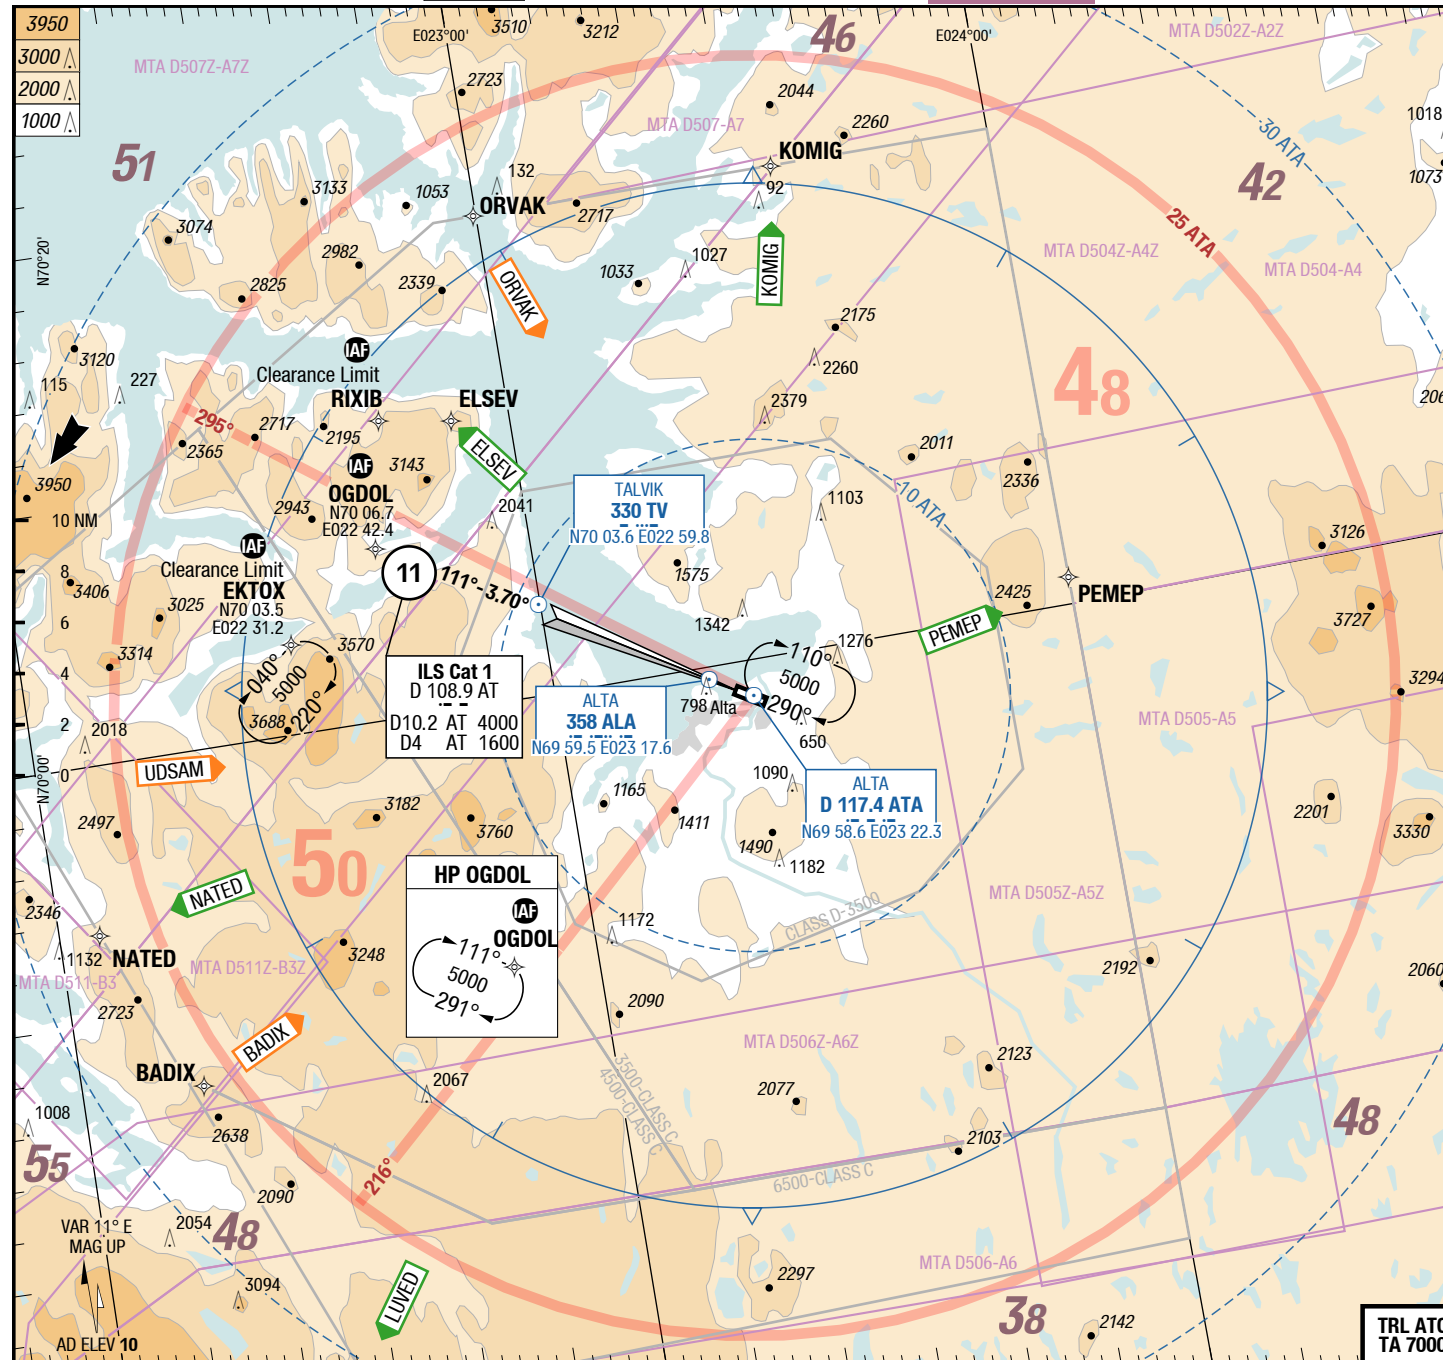 3950
3000
2000
1000
E023°00'
3510
3212
46
E024°00'
MTA D502Z-A2Z
MTA D507Z-A7Z
2723
2044
MTA D507-A7
2260
1018
30 ATA
51
KOMIG
132
92
42
1073
3133
1053
ORVAK
2717
25 ATA
3074
2982
1027
KOMIG
MTA D504Z-A4Z
MTA D504-A4
N70°20'
2825
2339
ORVAK
1033
2175
3120
IAF
Clearance Limit
2260
48
115
227
RIXIB
ELSEV
2379
295°
2717
2195
2365
ELSEV
2011
IAF
3143
2336
3950
OGDOL
N70 06.7
E022 42.4
2943
2041
TALVIK
330 TV
N70 03.6 E022 59.8
1103
10 ATA
10 NM
3126
IAF
Clearance Limit
EKTOX
N70 03.5
E022 31.2
11
111°-3.70°
1575
8
3406
3025
2425
PEMEP
6
3570
1342
1276
PEMEP
3727
3314
4
040°
5000
220°
3688
ILS Cat 1
D 108.9 AT
D10.2 AT 4000
D4 AT 1600
110°
5000
290°
3294
ALTA
358 ALA
N69 59.5 E023 17.6
798
Alta
650
MTA D505-A5
2
2018
N70°00'
0
UDSAM
1090
ALTA
D 117.4 ATA
N69 58.6 E023 22.3
1165
3182
2497
3760
1411
1490
1182
2201
3330
50
HP OGDOL
IAF
OGDOL
111°
5000
291°
NATED
2346
CLASS D-3500
MTA D505Z-A5Z
1172
NATED
1132
3248
MTA D511Z-B3Z
MTA D511-B3
2192
2060
2723
2090
BADIX
MTA D506Z-A6Z
BADIX
3500-CLASS C
4500-CLASS C
2123
2067
2077
1008
2638
2103
48
55
216°
6500-CLASS C
2090
VAR 11° E
MAG UP
2054
48
MTA D506-A6
3094
LUVED
2297
38
2142
AD ELEV 10
TA 7000